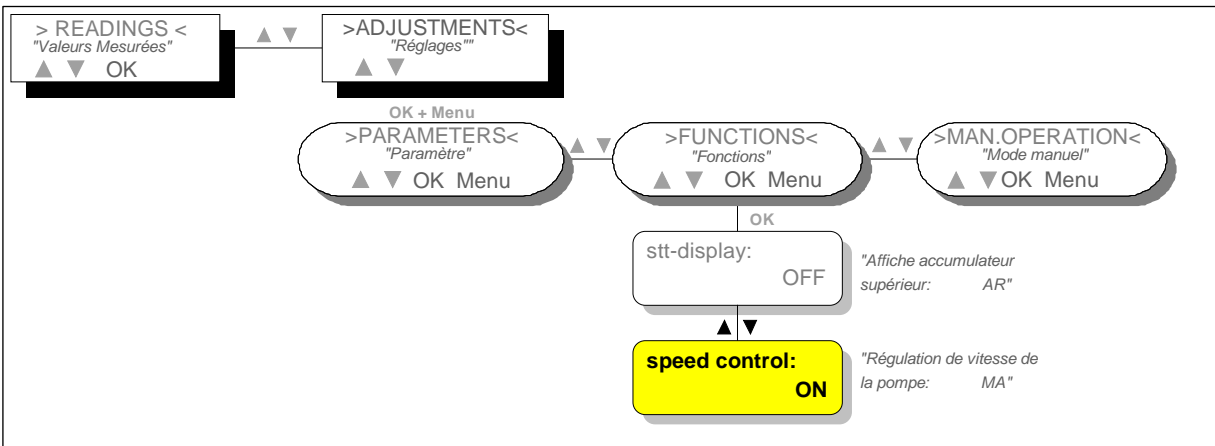 > READINGS <
"Valeurs Mesurées"
▲ ▼ OK
▲ ▼
>ADJUSTMENTS<
"Réglages""
▲ ▼
OK + Menu
>PARAMETERS<
"Paramètre"
▲ ▼ OK Menu
▲ ▼
>FUNCTIONS<
"Fonctions"
▲ ▼ OK Menu
▲ ▼
>MAN.OPERATION<
"Mode manuel"
▲ ▼ OK Menu
OK
stt-display:
OFF
"Affiche accumulateur
supérieur: AR"
▲ ▼
speed control:
ON
"Régulation de vitesse de
la pompe: MA"